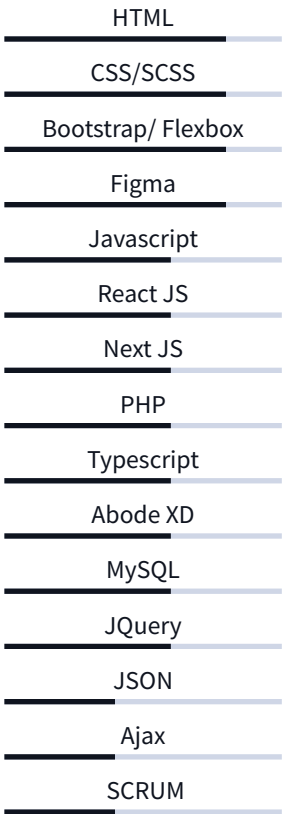 HTML
CSS/SCSS
Bootstrap/ Flexbox
Figma
Javascript
React JS
Next JS
PHP
Typescript
Abode XD
MySQL
JQuery
JSON
Ajax
SCRUM